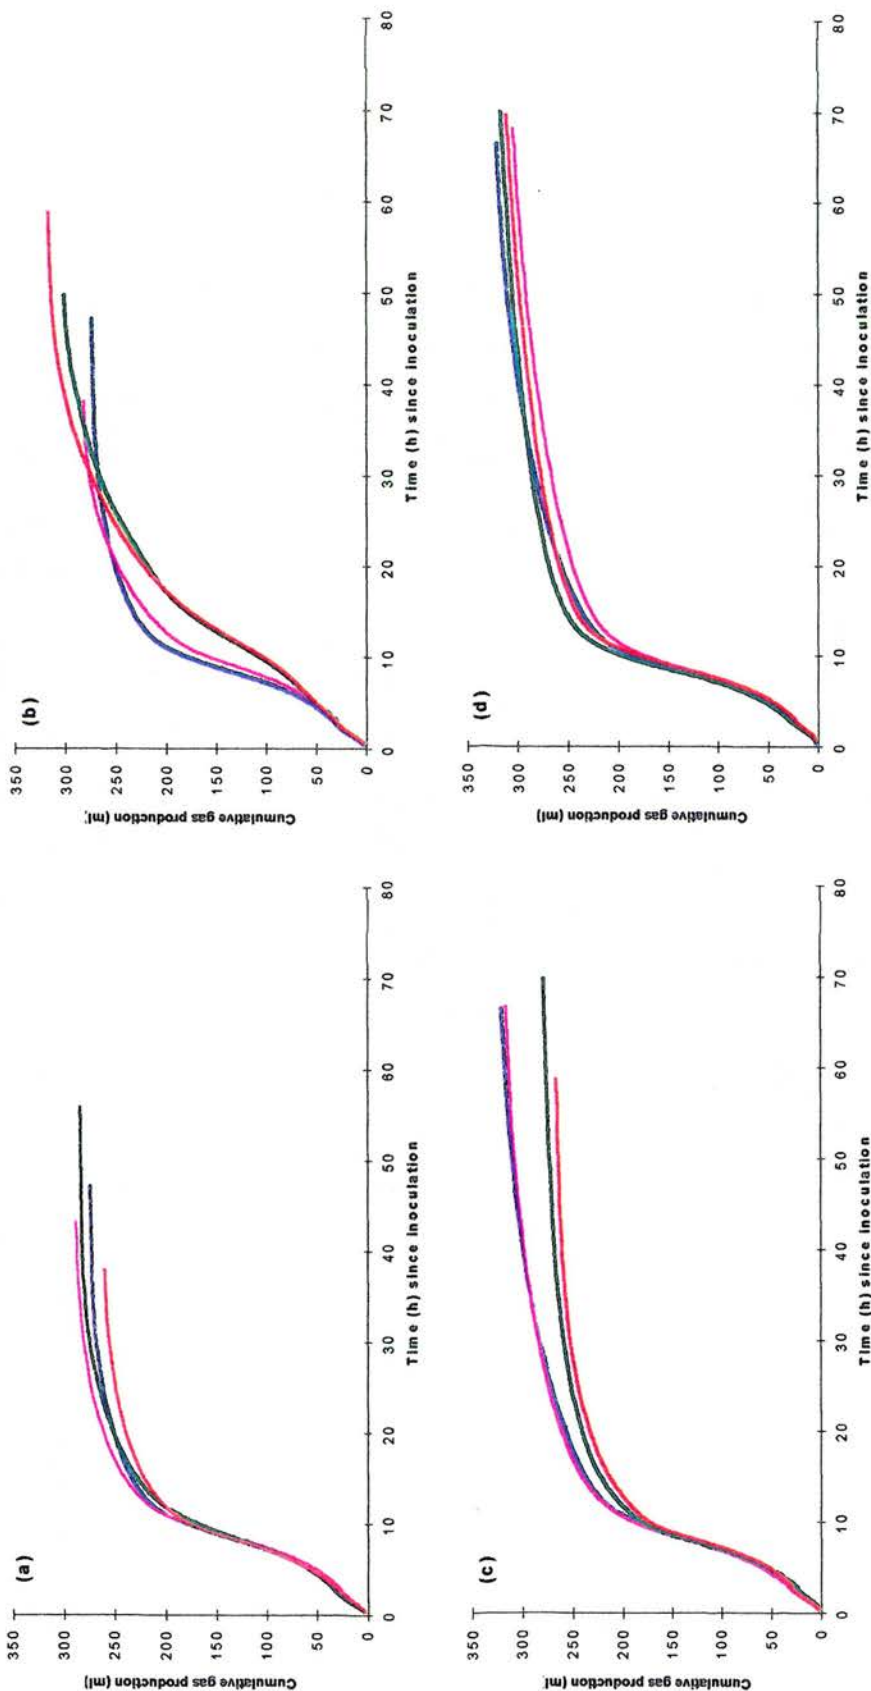 (a)
350
300
250
200
150
100
50
0
Cumulative gas production (ml)
0 10 20 30 40 50 60 70 80
Time (h) since inoculation
(b)
350
300
250
200
150
100
50
0
Cumulative gas production (ml,
0 10 20 30 40 50 60 70 80
Time (h) since inoculation
(c)
350
300
250
200
150
100
50
0
Cumulative gas production (ml
0 10 20 30 40 50 60 70 80
Time (h) since inoculation
(d)
350
300
250
200
150
100
50
0
Cumulative gas production (ml)
0 10 20 30 40 50 60 70 80
Time (h) since inoculation